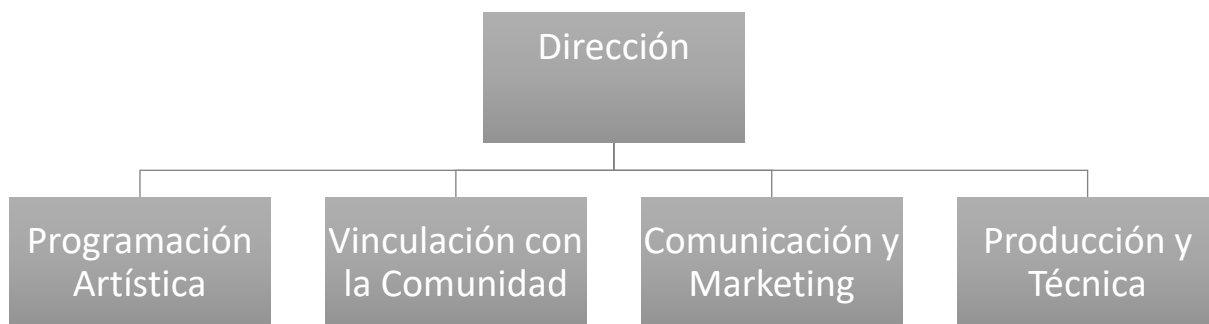 Dirección
Programación
Artística
Vinculación con
la Comunidad
Comunicación y
Marketing
Producción y
Técnica